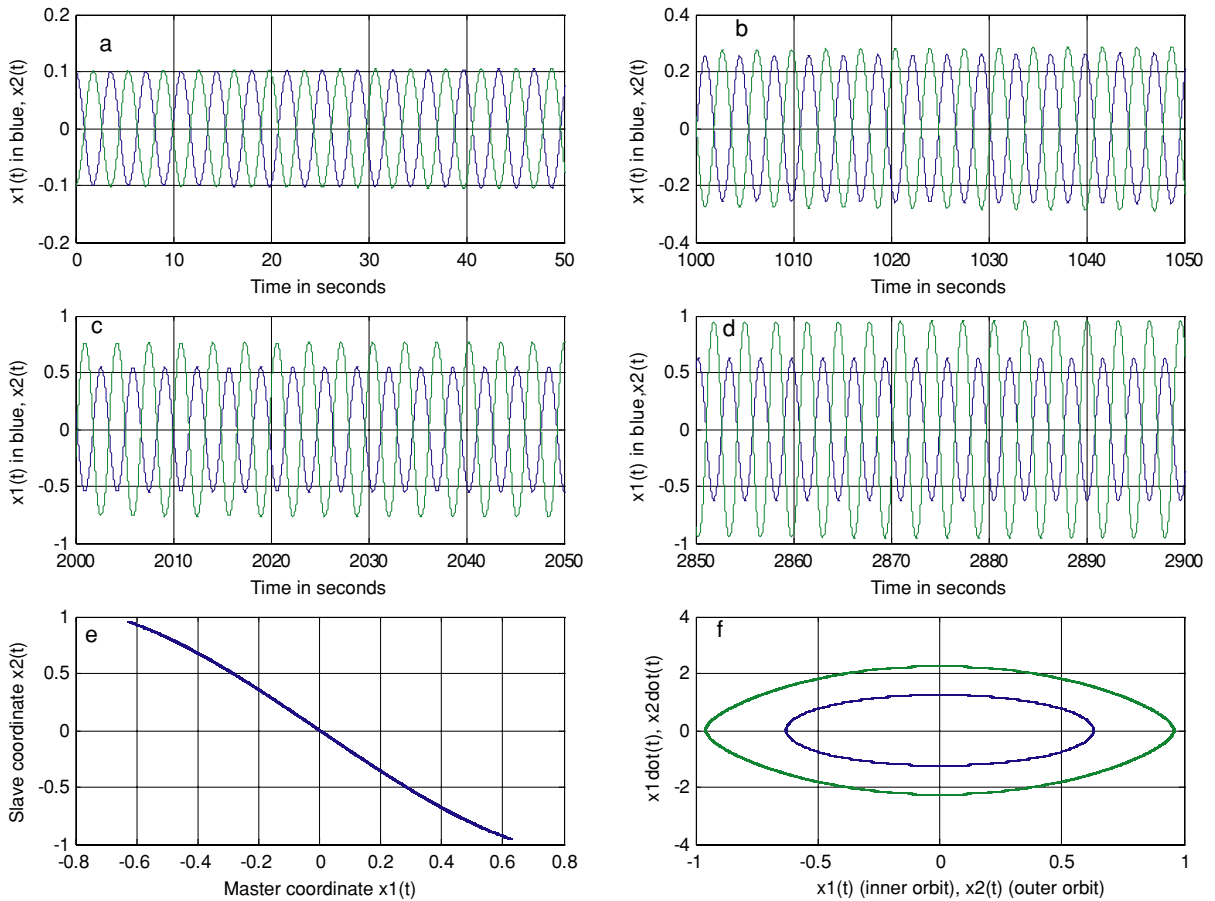 a
0.2
0.1
0
-0.1
-0.2
0 10 20 30 40 50
x1(t) in blue, x2(t)
Time in seconds
b
0.4
0.2
0
-0.2
-0.4
1000 1010 1020 1030 1040 1050
x1(t) in blue, x2(t)
Time in seconds
c
1
0.5
0
-0.5
-1
2000 2010 2020 2030 2040 2050
x1(t) in blue, x2(t)
Time in seconds
d
1
0.5
0
-0.5
-1
2850 2860 2870 2880 2890 2900
x1(t) in blue,x2(t)
Time in seconds
e
1
0.5
0
-0.5
-1
-0.8 -0.6 -0.4 -0.2 0 0.2 0.4 0.6 0.8
Slave coordinate x2(t)
Master coordinate x1(t)
f
4
2
0
-2
-4
-1 -0.5 0 0.5 1
x1dot(t), x2dot(t)
x1(t) (inner orbit), x2(t) (outer orbit)